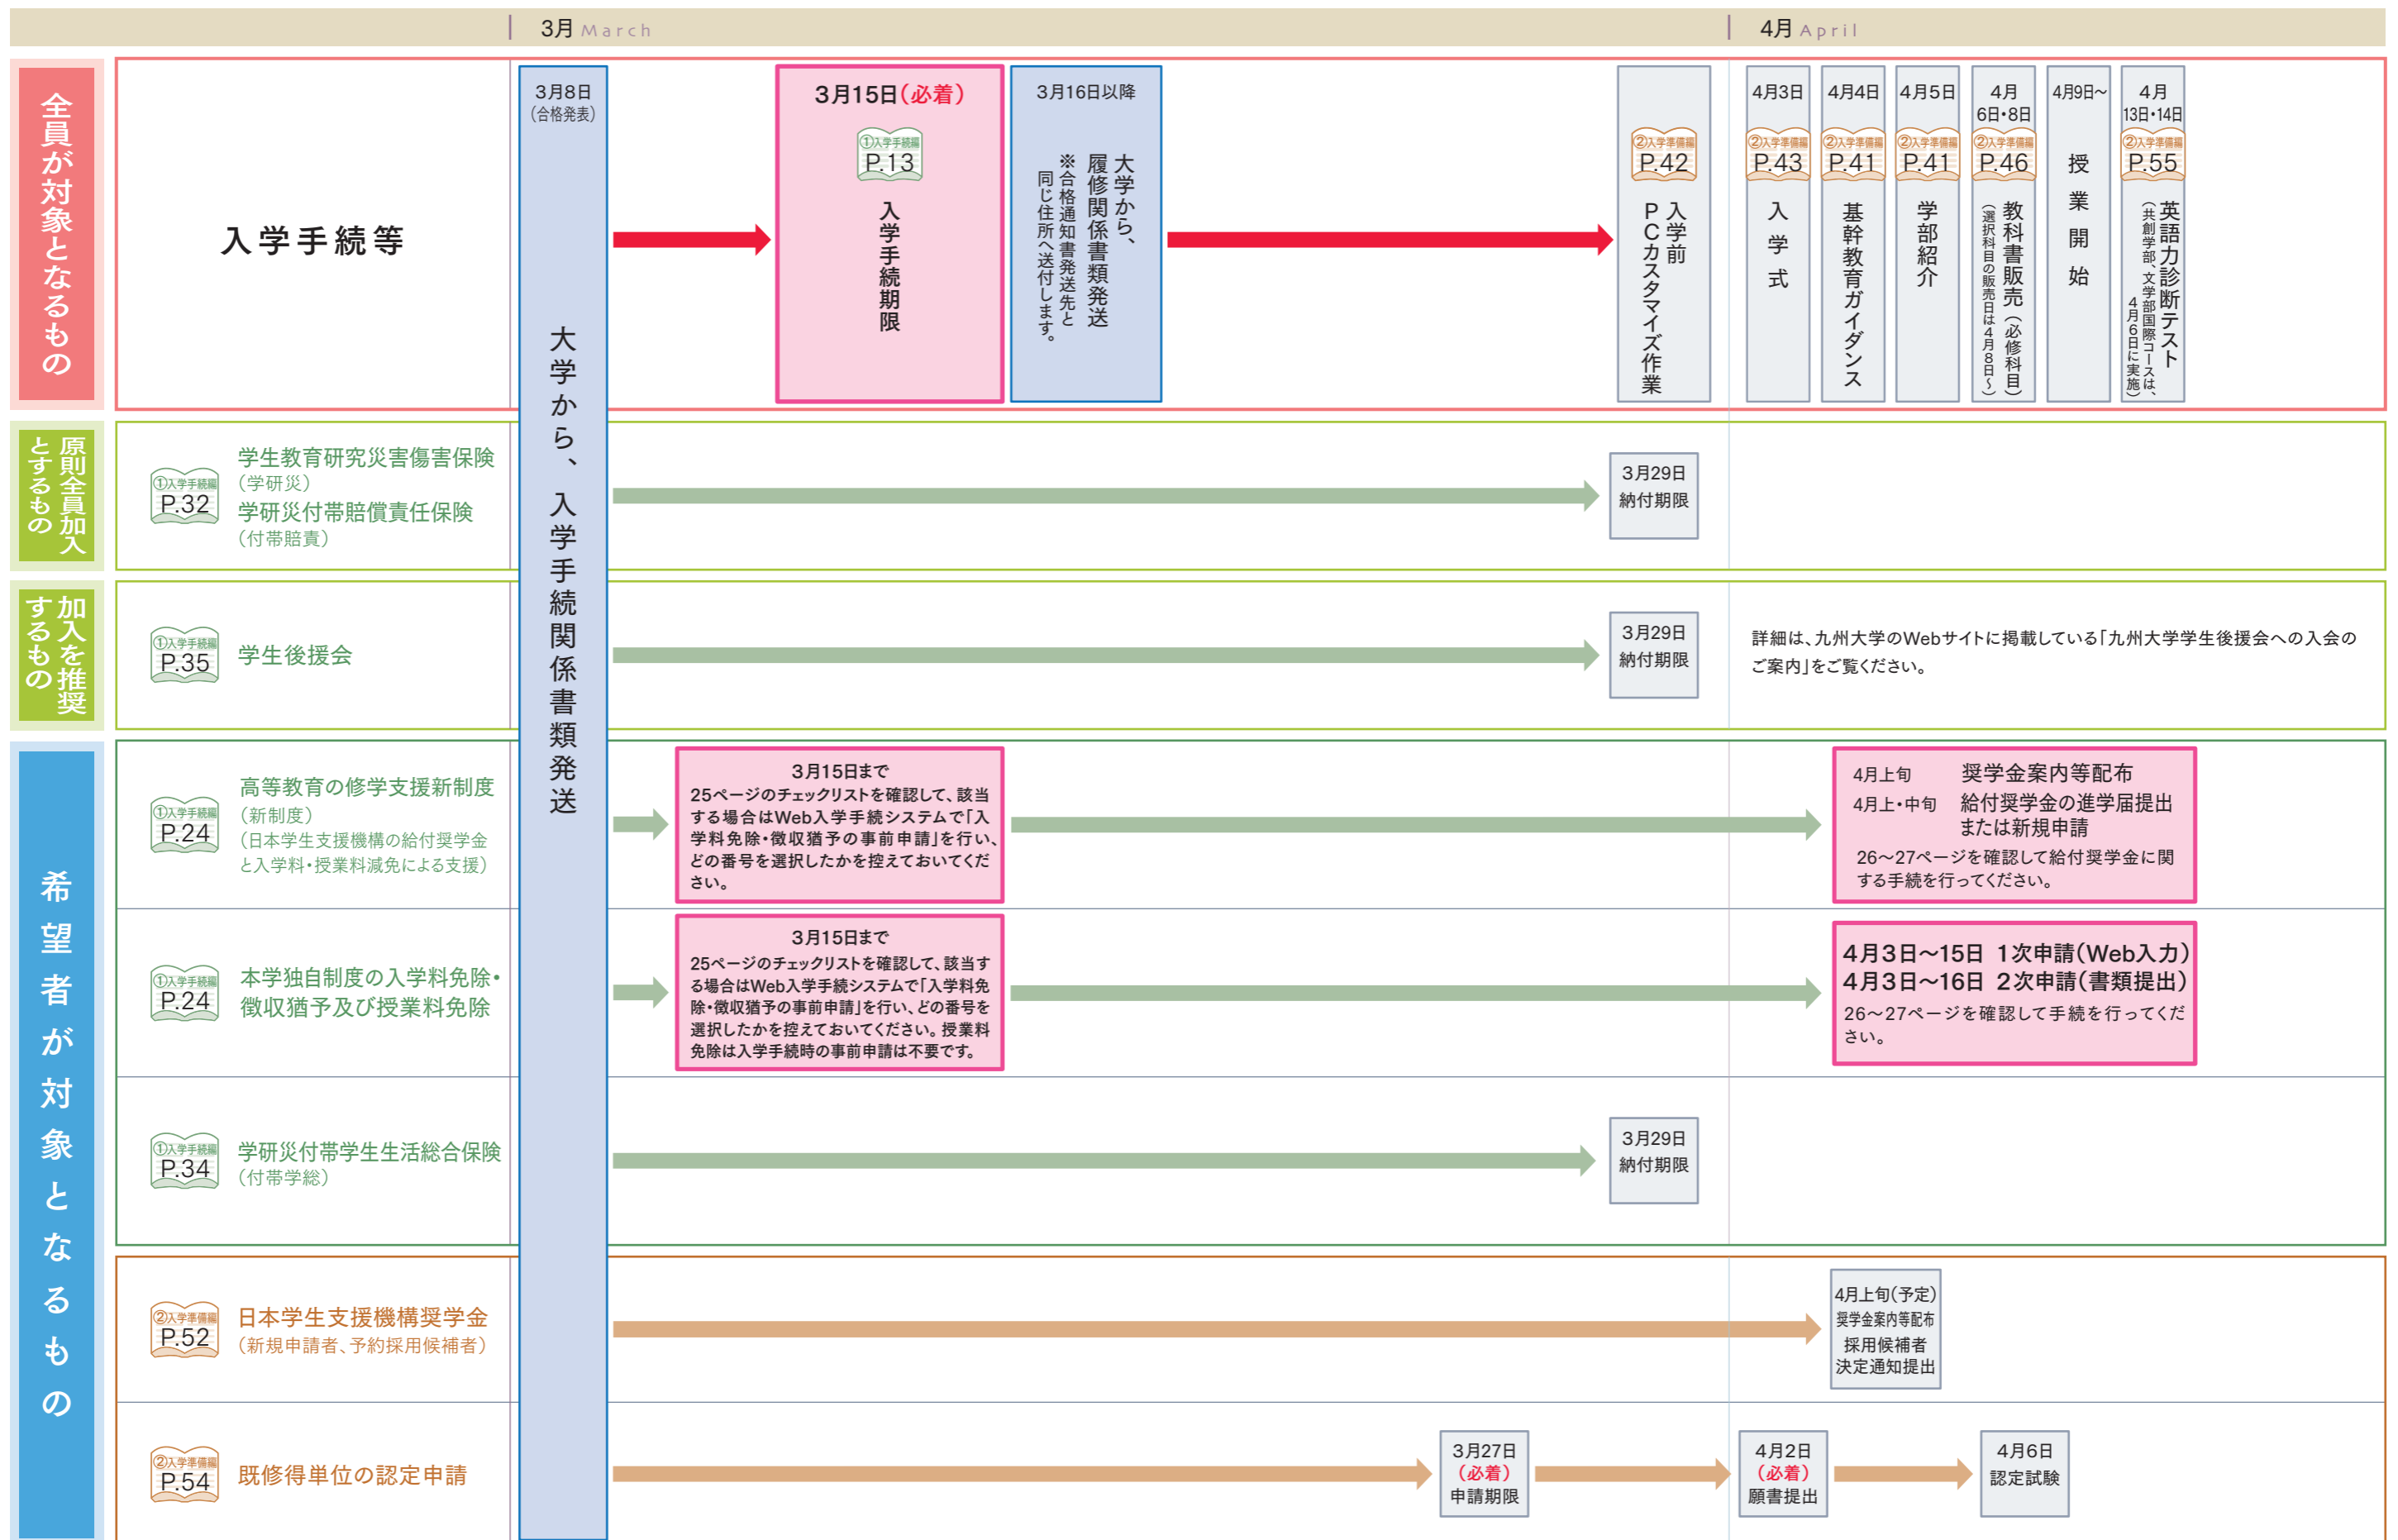 3月 March
4月 April
全員が対象となるもの
入学手続等
3月8日
(合格発表)
大学から、入学手続関係書類発送
3月15日(必着)
①入学手続編
P.13
入学手続期限
3月16日以降
大学から、
履修関係書類発送
※合格通知書発送先と
同じ住所へ送付します。
②入学準備編
P.42
入学前
PCカスタマイズ作業
4月3日
②入学準備編
P.43
入学式
4月4日
②入学準備編
P.41
基幹教育ガイダンス
4月5日
②入学準備編
P.41
学部紹介
4月
6日・8日
②入学準備編
P.46
教科書販売(必修科目)
(選択科目の販売日は4月8日〜)
4月9日〜
授業開始
4月
13日・14日
②入学準備編
P.55
英語力診断テスト
(共創学部、文学部国際コースは、
4月6日に実施)
原則全員加入
とするもの
①入学手続編
P.32
学生教育研究災害傷害保険
(学研災)
学研災付帯賠償責任保険
(付帯賠責)
3月29日
納付期限
加入を推奨
するもの
①入学手続編
P.35
学生後援会
3月29日
納付期限
詳細は、九州大学のWebサイトに掲載している「九州大学学生後援会への入会の
ご案内」をご覧ください。
希望者が対象となるもの
①入学手続編
P.24
高等教育の修学支援新制度
(新制度)
(日本学生支援機構の給付奨学金
と入学料・授業料減免による支援)
3月15日まで
25ページのチェックリストを確認して、該当
する場合はWeb入学手続システムで「入
学料免除・徴収猶予の事前申請」を行い、
どの番号を選択したかを控えておいてくだ
さい。
4月上旬 奨学金案内等配布
4月上・中旬 給付奨学金の進学届提出
または新規申請
26〜27ページを確認して給付奨学金に関
する手続を行ってください。
①入学手続編
P.24
本学独自制度の入学料免除・
徴収猶予及び授業料免除
3月15日まで
25ページのチェックリストを確認して、該当す
る場合はWeb入学手続システムで「入学料免
除・徴収猶予の事前申請」を行い、どの番号を
選択したかを控えておいてください。授業料
免除は入学手続時の事前申請は不要です。
4月3日〜15日 1次申請(Web入力)
4月3日〜16日 2次申請(書類提出)
26〜27ページを確認して手続を行ってくだ
さい。
①入学手続編
P.34
学研災付帯学生生活総合保険
(付帯学総)
3月29日
納付期限
②入学準備編
P.52
日本学生支援機構奨学金
(新規申請者、予約採用候補者)
4月上旬(予定)
奨学金案内等配布
採用候補者
決定通知提出
②入学準備編
P.54
既修得単位の認定申請
3月27日
(必着)
申請期限
4月2日
(必着)
願書提出
4月6日
認定試験